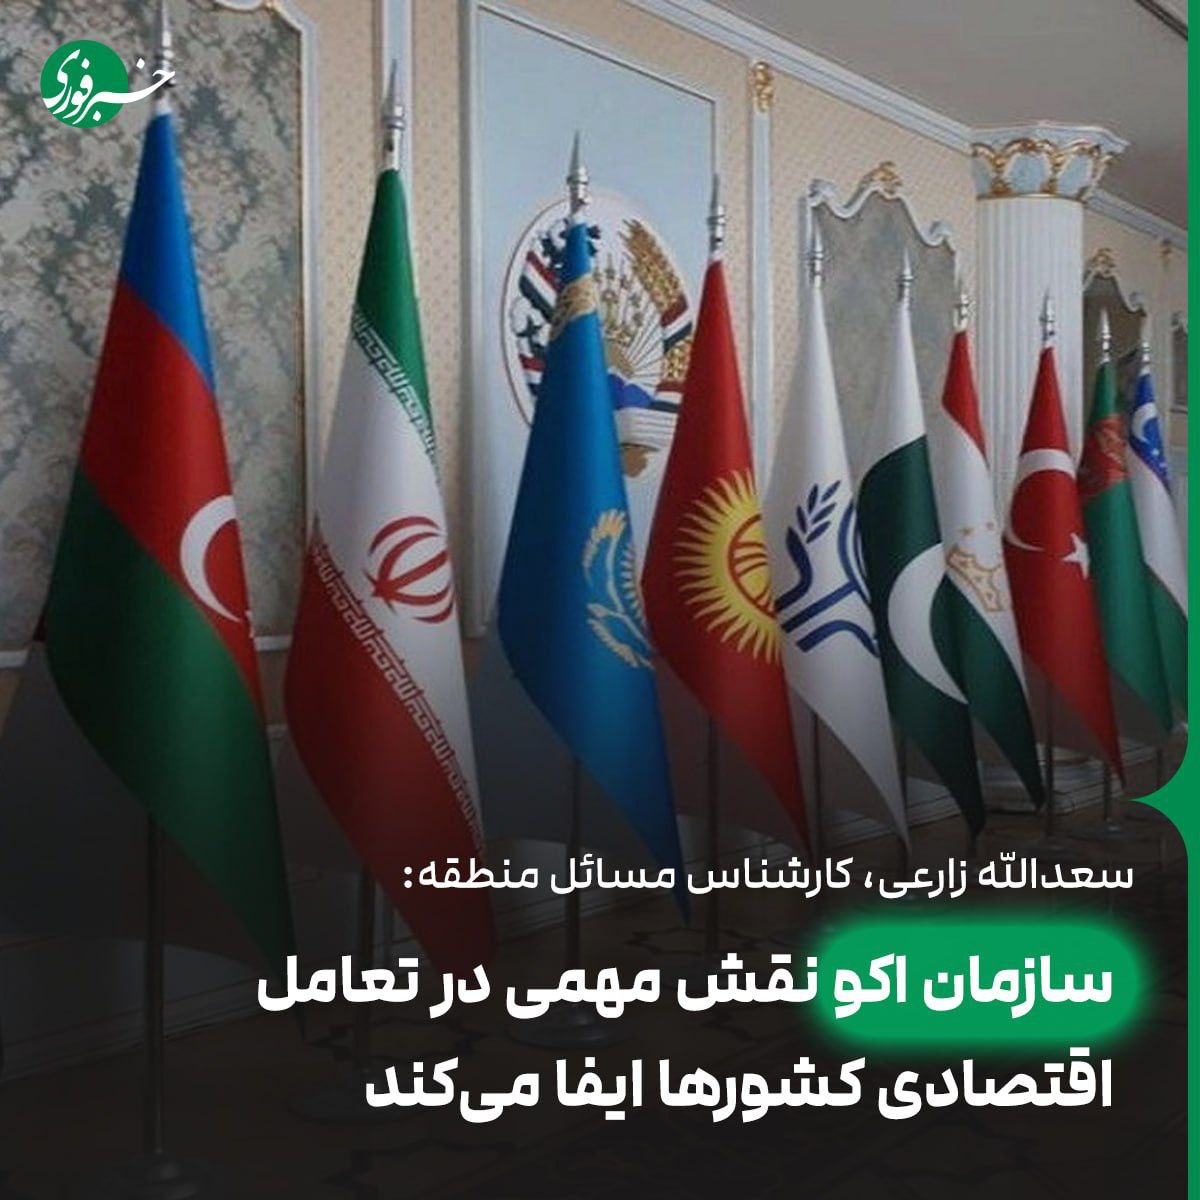 خبرفوری
سعدالله زارعی، کارشناس مسائل منطقه:
سازمان اکو نقش مهمی در تعامل
اقتصادی کشورها ایفا می‌کند